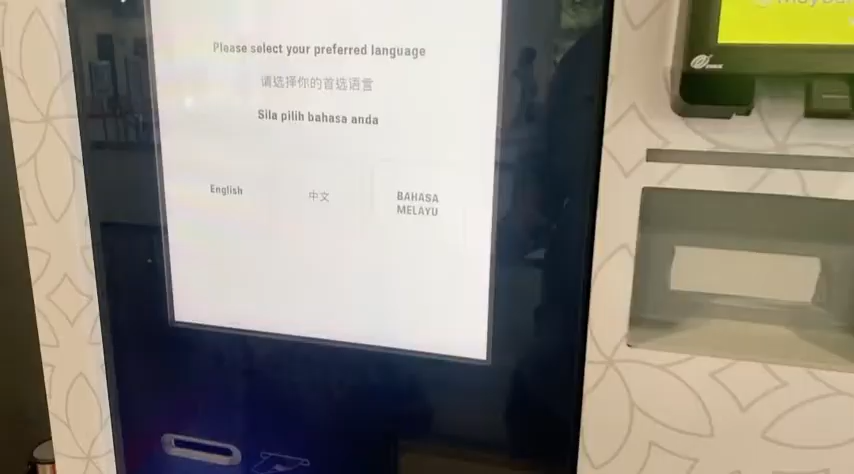 Please select your preferred language
请选择你的首选语言
Sila pilih bahasa anda
English
中文
BAHASA
MELAYU